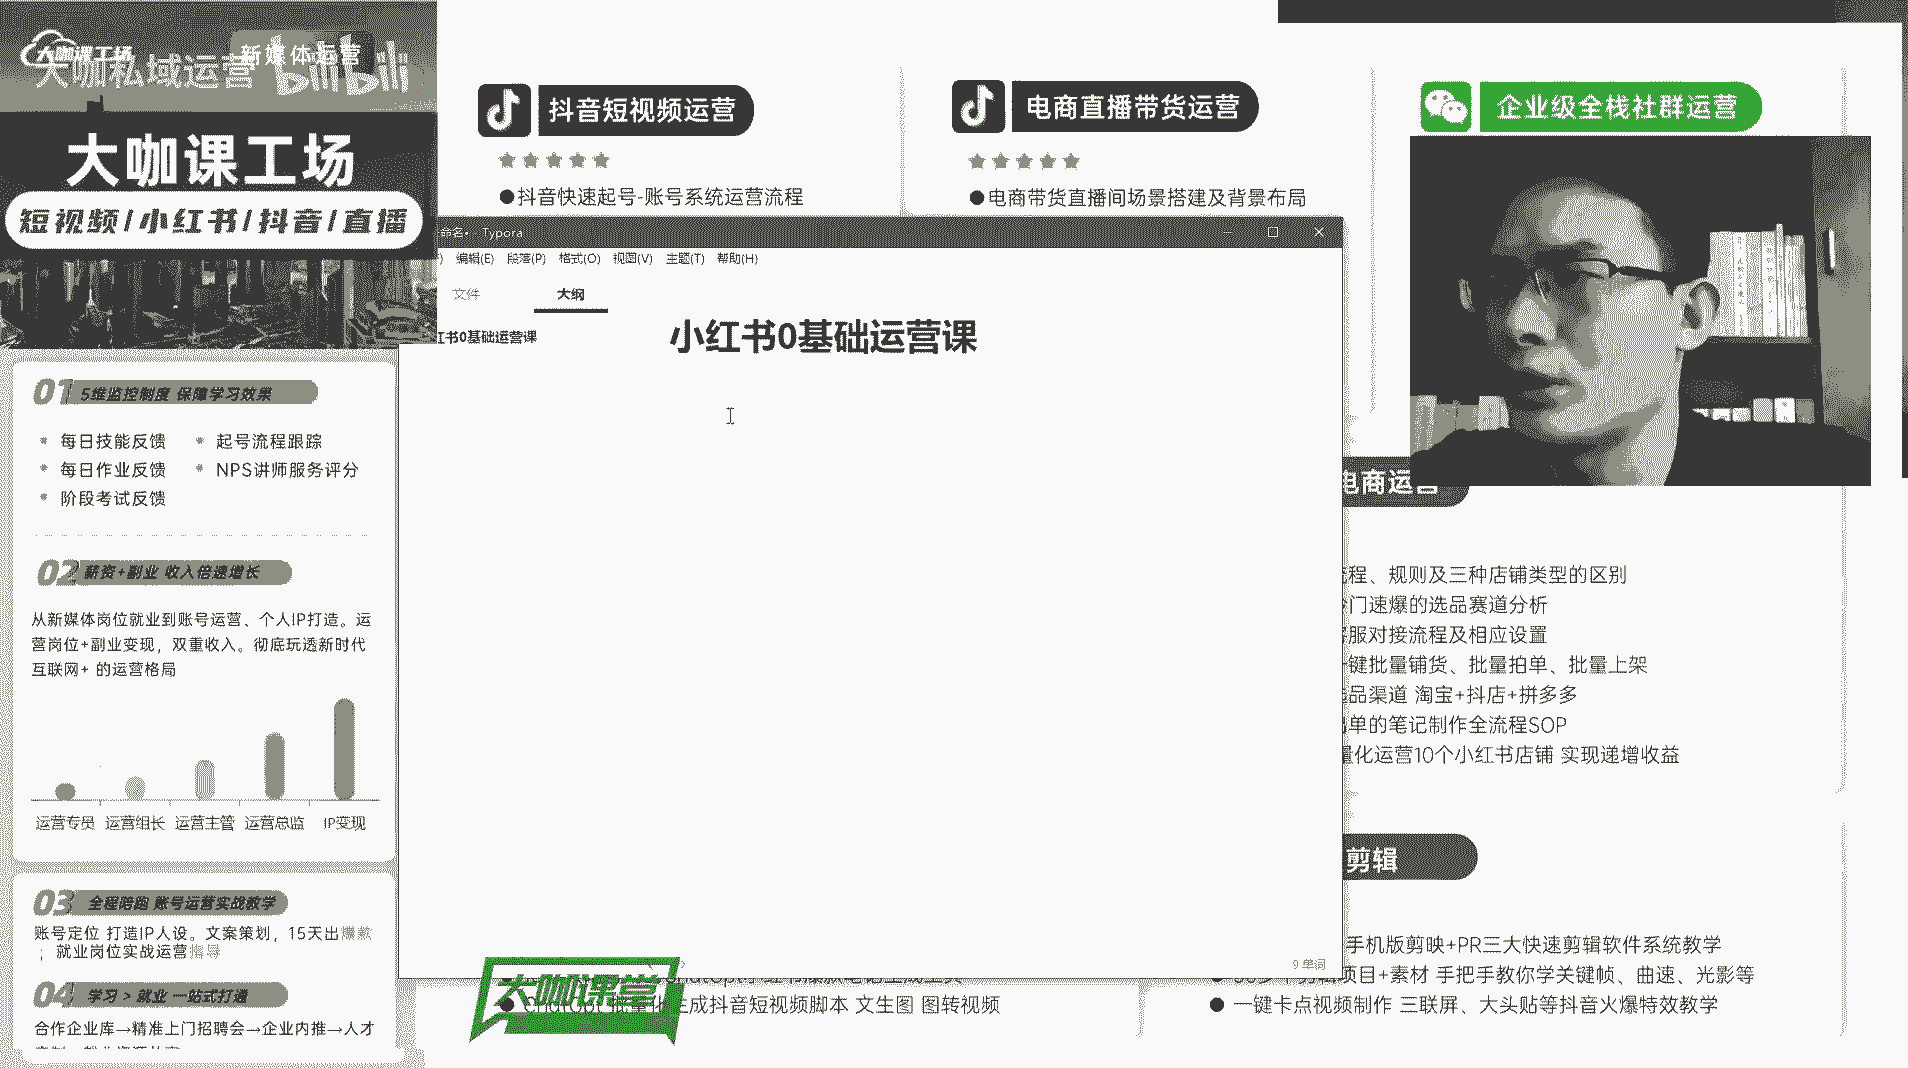 大咖课工场
新媒体运营
大咖私域运营
bilibili
大咖课工场
短视频/小红书/抖音/直播
01 5维监控制度 保障学习效果
每日技能反馈
起号流程跟踪
每日作业反馈
NPS讲师服务评分
阶段考试反馈
02 薪资+副业 收入倍速增长
从新媒体岗位就业到账号运营、个人IP打造。运
营岗位+副业变现，双重收入。彻底玩透新时代
互联网+ 的运营格局
运营专员 运营组长 运营主管 运营总监 IP变现
03 全程陪跑 账号运营实战教学
账号定位 打造IP人设。文案策划，15天出爆款
；就业岗位实战运营指导
04 学习 > 就业 一站式打通
合作企业库→精准上门招聘会→企业内推→人才
抖音短视频运营
●抖音快速起号-账号系统运营流程
电商直播带货运营
●电商带货直播间场景搭建及背景布局
企业级全栈社群运营
命名• Typora
编辑(E) 段落(P) 格式(O) 视图(V) 主题(T) 帮助(H)
文件 大纲
红书0基础运营课
小红书0基础运营课
9 单词
电商运营
程、规则及三种店铺类型的区别
门速爆的选品赛道分析
服对接流程及相应设置
键批量铺货、批量拍单、批量上架
品渠道 淘宝+抖店+拼多多
单的笔记制作全流程SOP
量化运营10个小红书店铺 实现递增收益
剪辑
手机版剪映+PR三大快速剪辑软件系统教学
项目+素材 手把手教你学关键帧、曲速、光影等
● 一键卡点视频制作 三联屏、大头贴等抖音火爆特效教学
大咖课堂
批量化生成抖音短视频脚本 文生图 图转视频